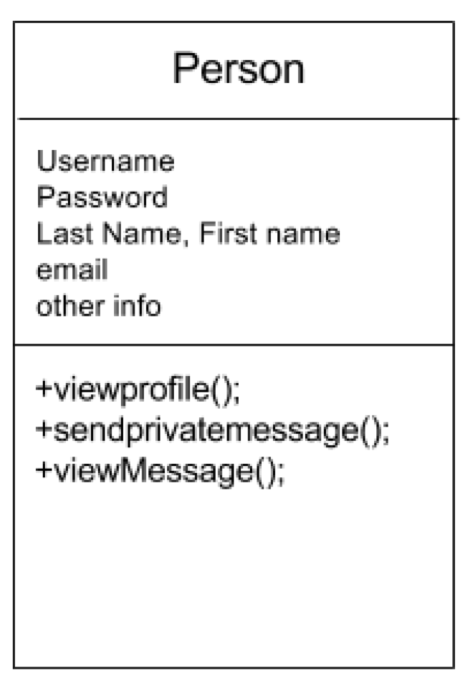 Person
Username
Password
Last Name, First name
email
other info
+viewprofile();
+sendprivatemessage();
+viewMessage();